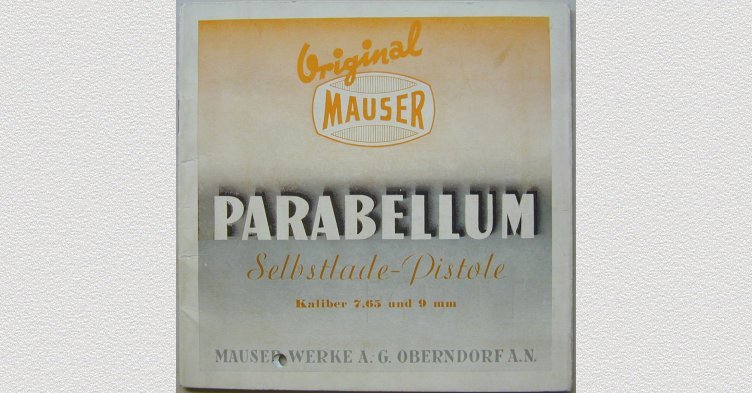 Original
MAUSER
PARABELLUM
Selbstlade-Pistole
Kaliber 7,65 und 9 mm
MAUSER-WERKE A. G. OBERNDORF A.N.